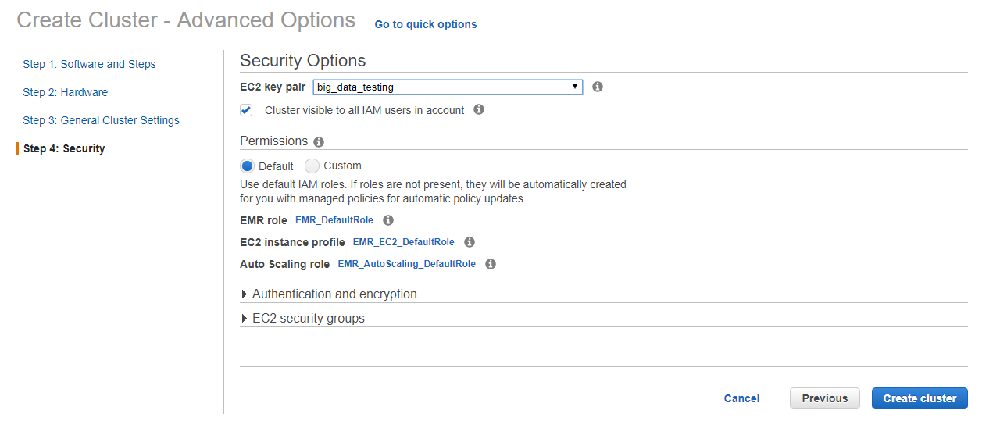 Create Cluster - Advanced Options Go to quick options
Step 1: Software and Steps
Step 2: Hardware
Step 3: General Cluster Settings
Step 4: Security
Security Options
EC2 key pair big_data_testing
Cluster visible to all IAM users in account
Permissions
Default Custom
Use default IAM roles. If roles are not present, they will be automatically created
for you with managed policies for automatic policy updates.
EMR role EMR_DefaultRole
EC2 instance profile EMR_EC2_DefaultRole
Auto Scaling role EMR_AutoScaling_DefaultRole
Authentication and encryption
EC2 security groups
Cancel Previous Create cluster